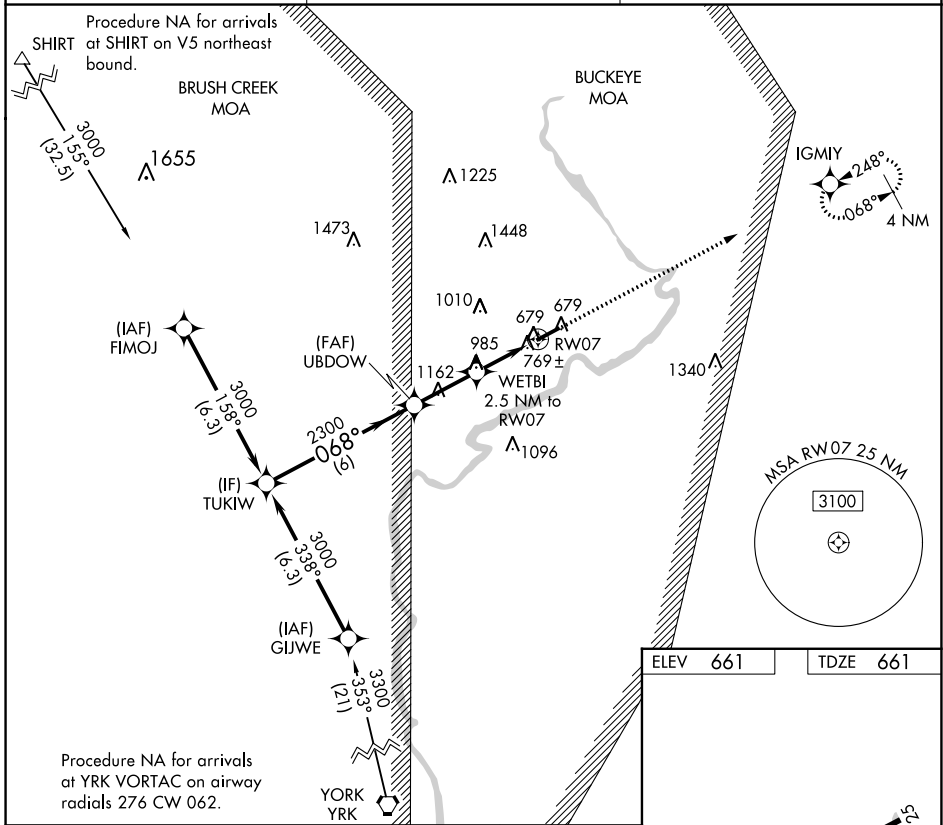 Procedure NA for arrivals
at SHIRT on V5 northeast
bound.
SHIRT
BRUSH CREEK
MOA
BUCKEYE
MOA
3000
155°
(32.5)
1655
1225
IGMIY
248°
068°
4 NM
1473
1448
1010
679
679
(IAF)
FIMOJ
(FAF)
UBDOW
985
RW07
769±
1162
WETBI
2.5 NM to
RW07
1340
3000
158°
(6.3)
2300
068°
(6)
1096
(IF)
TUKIW
MSA RW07 25 NM
3100
3000
338°
(6.3)
(IAF)
GIJWE
ELEV 661
TDZE 661
3300
353°
(21)
Procedure NA for arrivals
at YRK VORTAC on airway
radials 276 CW 062.
YORK
YRK
25